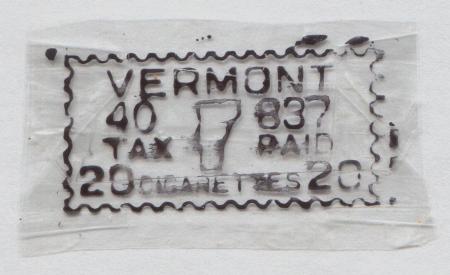 VERMONT
40 837
TAX PAID
20 CIGARETTES 20